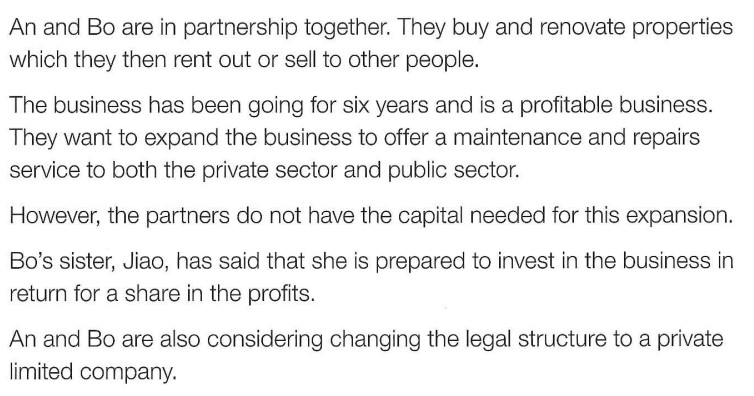 An and Bo are in partnership together. They buy and renovate properties
which they then rent out or sell to other people.
The business has been going for six years and is a profitable business.
They want to expand the business to offer a maintenance and repairs
service to both the private sector and public sector.
However, the partners do not have the capital needed for this expansion.
Bo’s sister, Jiao, has said that she is prepared to invest in the business in
return for a share in the profits.
An and Bo are also considering changing the legal structure to a private
limited company.